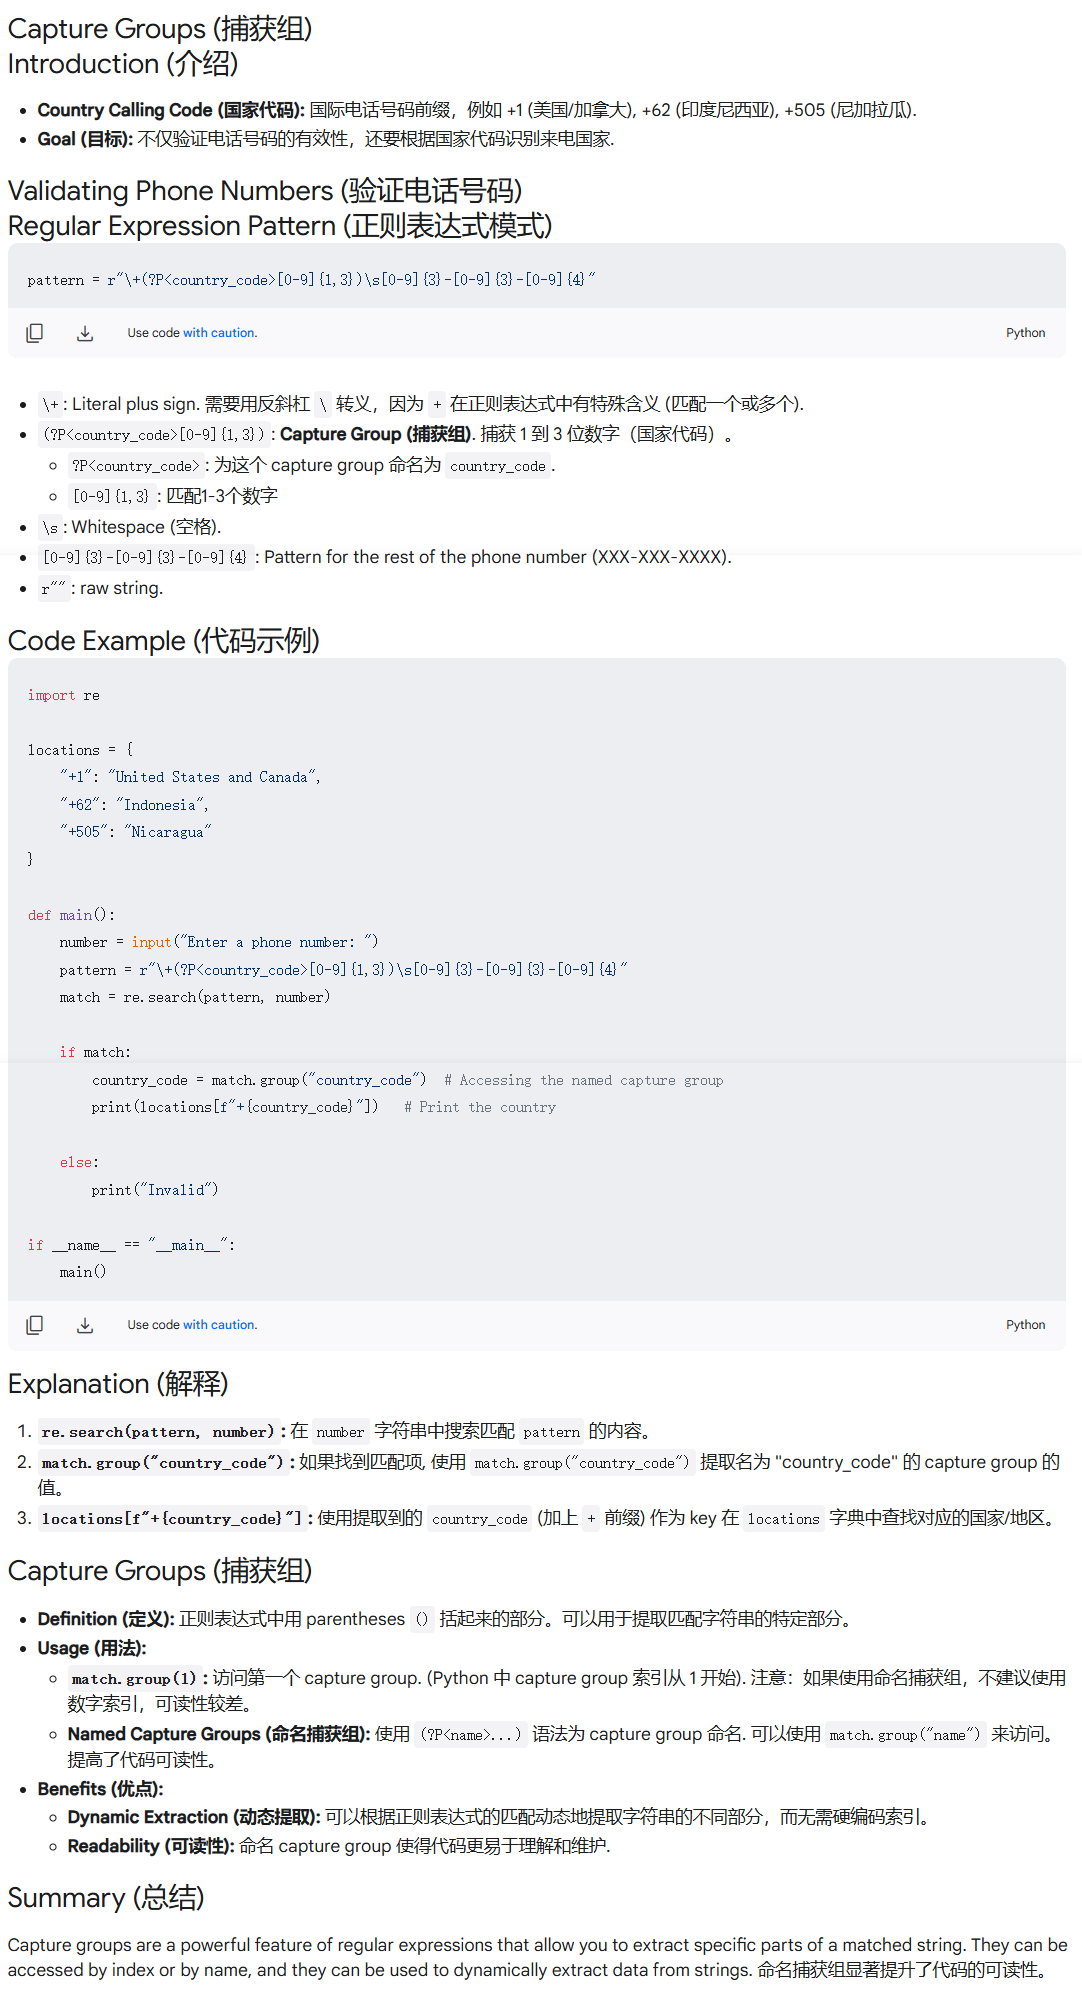 Capture Groups (捕获组)
Introduction (介绍)
Country Calling Code (国家代码): 国际电话号码前缀，例如 +1 (美国/加拿大), +62 (印度尼西亚), +505 (尼加拉瓜).
Goal (目标): 不仅验证电话号码的有效性，还要根据国家代码识别来电国家.
Validating Phone Numbers (验证电话号码)
Regular Expression Pattern (正则表达式模式)
pattern = r"\+(?P<country_code>[0-9]{1,3})\s[0-9]{3}-[0-9]{3}-[0-9]{4}"
Use code with caution. Python
\+ : Literal plus sign. 需要用反斜杠 \ 转义，因为 + 在正则表达式中有特殊含义 (匹配一个或多个).
(?P<country_code>[0-9]{1,3}) : Capture Group (捕获组). 捕获 1 到 3 位数字（国家代码）。
?P<country_code> : 为这个 capture group 命名为 country_code .
[0-9]{1,3} : 匹配1-3个数字
\s : Whitespace (空格).
[0-9]{3}-[0-9]{3}-[0-9]{4} : Pattern for the rest of the phone number (XXX-XXX-XXXX).
r"" : raw string.
Code Example (代码示例)
import re
locations = {
"+1": "United States and Canada",
"+62": "Indonesia",
"+505": "Nicaragua"
}
def main():
number = input("Enter a phone number: ")
pattern = r"\+(?P<country_code>[0-9]{1,3})\s[0-9]{3}-[0-9]{3}-[0-9]{4}"
match = re.search(pattern, number)
if match:
country_code = match.group("country_code") # Accessing the named capture group
print(locations[f"+{country_code}"]) # Print the country
else:
print("Invalid")
if __name__ == "__main__":
main()
Use code with caution. Python
Explanation (解释)
1. re.search(pattern, number) : 在 number 字符串中搜索匹配 pattern 的内容。
2. match.group("country_code") : 如果找到匹配项, 使用 match.group("country_code") 提取名为 "country_code" 的 capture group 的
值。
3. locations[f"+{country_code}"] : 使用提取到的 country_code (加上 + 前缀) 作为 key 在 locations 字典中查找对应的国家/地区。
Capture Groups (捕获组)
Definition (定义): 正则表达式中用 parentheses () 括起来的部分。可以用于提取匹配字符串的特定部分。
Usage (用法):
match.group(1) : 访问第一个 capture group. (Python 中 capture group 索引从 1 开始). 注意：如果使用命名捕获组，不建议使用
数字索引，可读性较差。
Named Capture Groups (命名捕获组): 使用 (?P<name>...) 语法为 capture group 命名. 可以使用 match.group("name") 来访问。
提高了代码可读性。
Benefits (优点):
Dynamic Extraction (动态提取): 可以根据正则表达式的匹配动态地提取字符串的不同部分，而无需硬编码索引。
Readability (可读性): 命名 capture group 使得代码更易于理解和维护.
Summary (总结)
Capture groups are a powerful feature of regular expressions that allow you to extract specific parts of a matched string. They can be
accessed by index or by name, and they can be used to dynamically extract data from strings. 命名捕获组显著提升了代码的可读性。